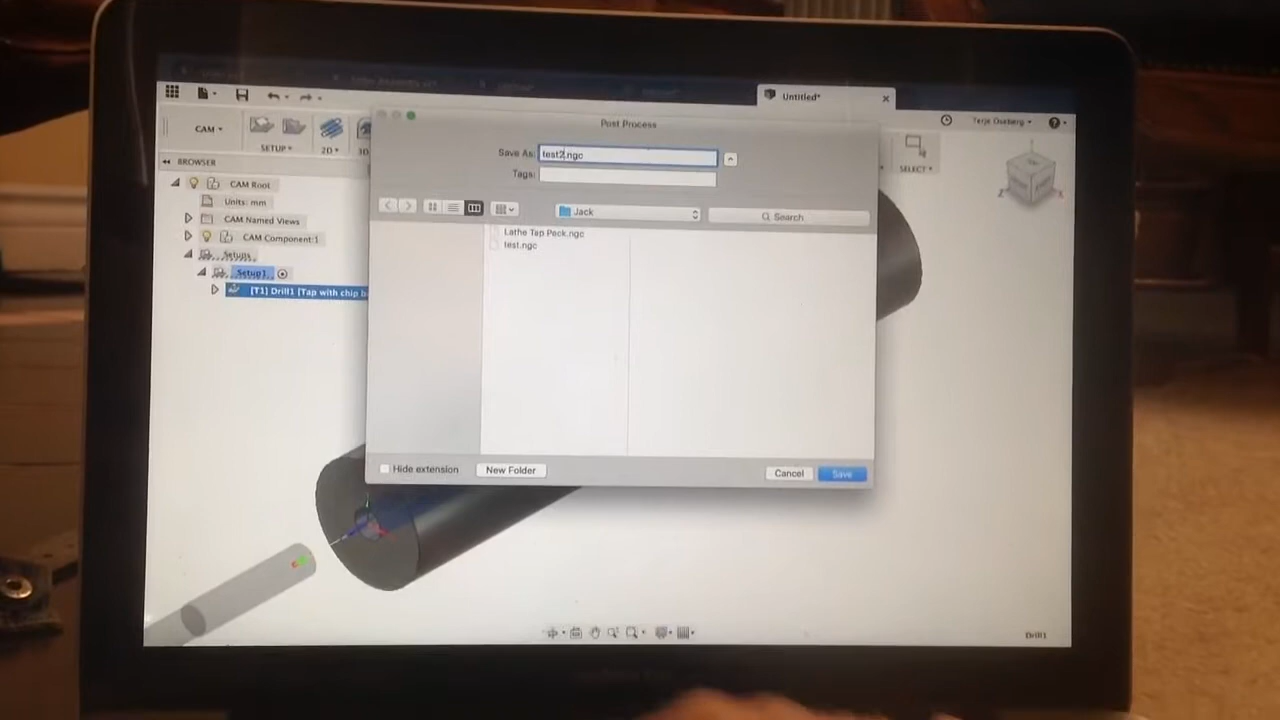 Untitled*
CAM
Post Process
Terje Duxberg
Save As: test2.ngc
Tags:
SETUP
2D
SELECT
BROWSER
Jack
Search
CAM Root
Units: mm
CAM Named Views
CAM Component:1
Setups
Setup1
[T1] Drill1 [Tap with chip b
Lathe Tap Peck.ngc
test.ngc
Hide extension
New Folder
Cancel
Save
Drill1